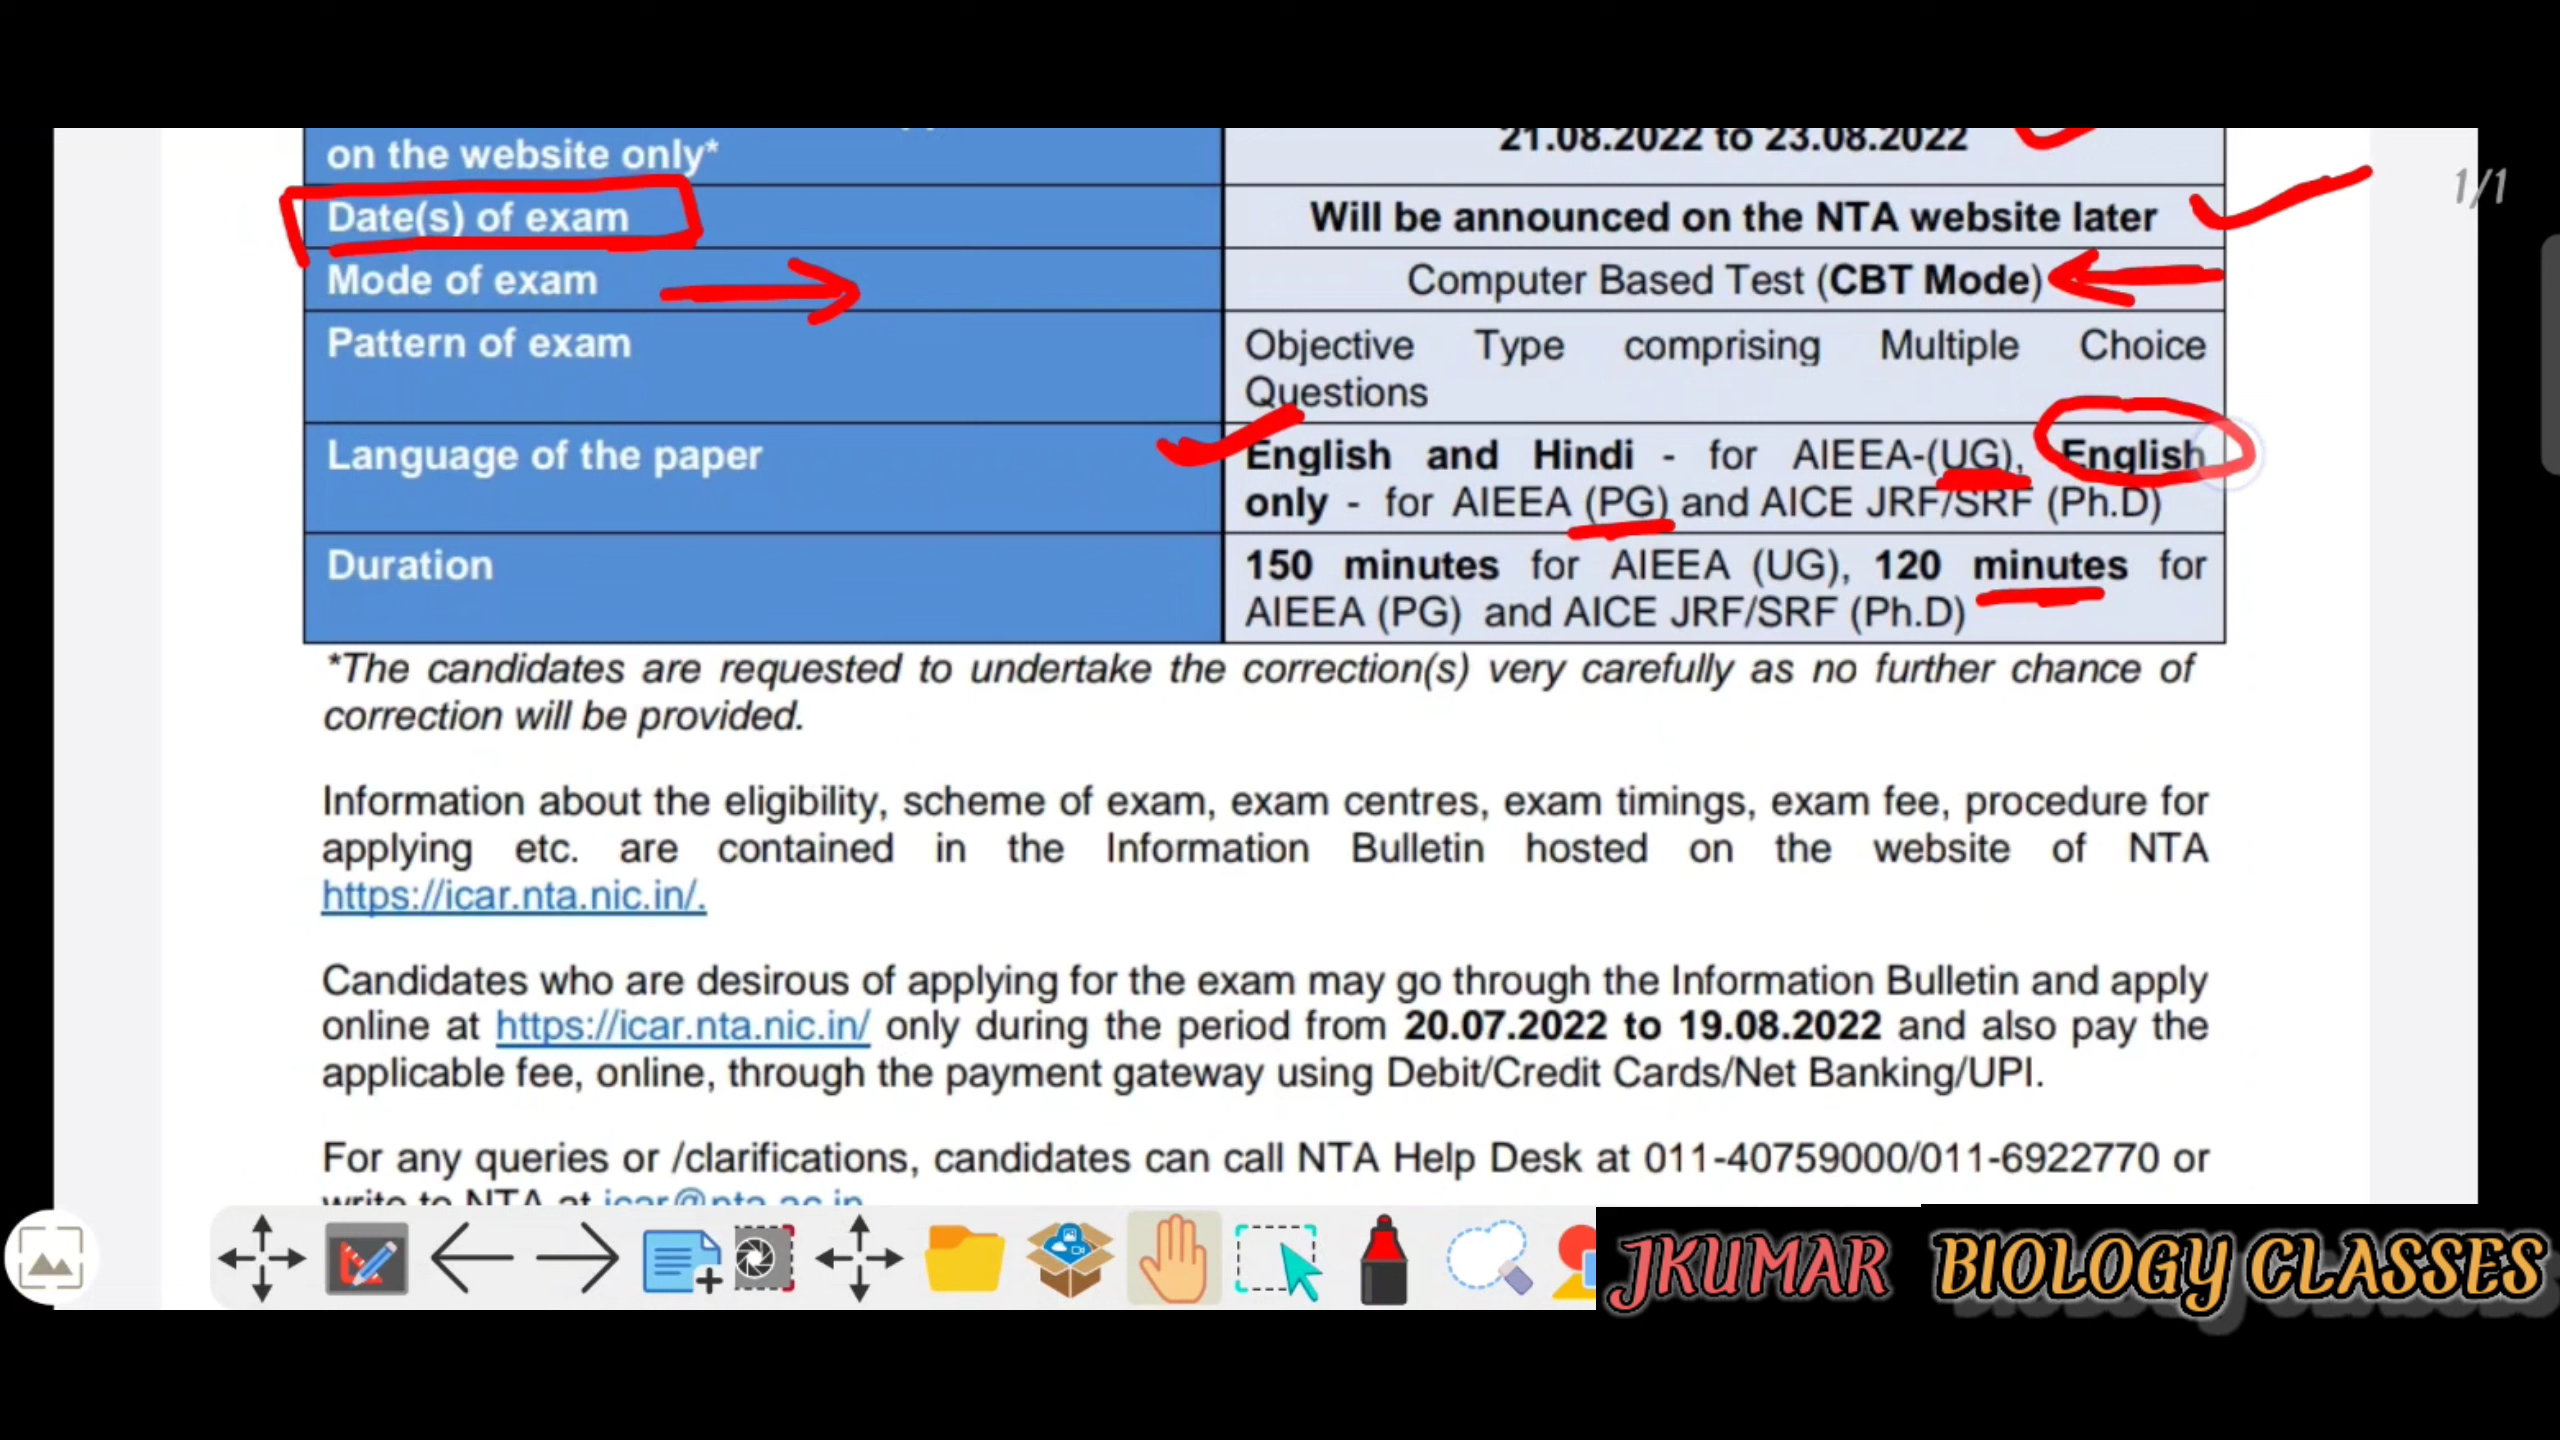 on the website only*
21.08.2022 to 23.08.2022
Date(s) of exam
Will be announced on the NTA website later
1/1
Mode of exam
Computer Based Test (CBT Mode)
Pattern of exam
Objective Type comprising Multiple Choice
Questions
Language of the paper
English and Hindi - for AIEEA-(UG), English
only - for AIEEA (PG) and AICE JRF/SRF (Ph.D)
Duration
150 minutes for AIEEA (UG), 120 minutes for
AIEEA (PG) and AICE JRF/SRF (Ph.D)
*The candidates are requested to undertake the correction(s) very carefully as no further chance of
correction will be provided.
Information about the eligibility, scheme of exam, exam centres, exam timings, exam fee, procedure for
applying etc. are contained in the Information Bulletin hosted on the website of NTA
https://icar.nta.nic.in/.
Candidates who are desirous of applying for the exam may go through the Information Bulletin and apply
online at https://icar.nta.nic.in/ only during the period from 20.07.2022 to 19.08.2022 and also pay the
applicable fee, online, through the payment gateway using Debit/Credit Cards/Net Banking/UPI.
For any queries or /clarifications, candidates can call NTA Help Desk at 011-40759000/011-6922770 or
write to NTA at icar@nta.ac.in
JKUMAR BIOLOGY CLASSES